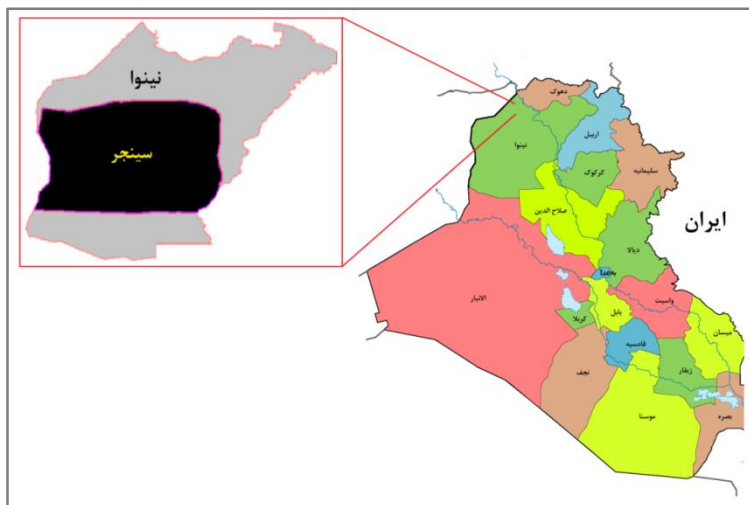 نینوا
سینجر
دهوک
اربیل
نینوا
سلیمانیه
کرکوک
صلاح الدین
ایران
دیالا
الانبار
واسیت
بابل
کربلا
میسان
قادسیه
نجف
زیقار
موسنا
بصره